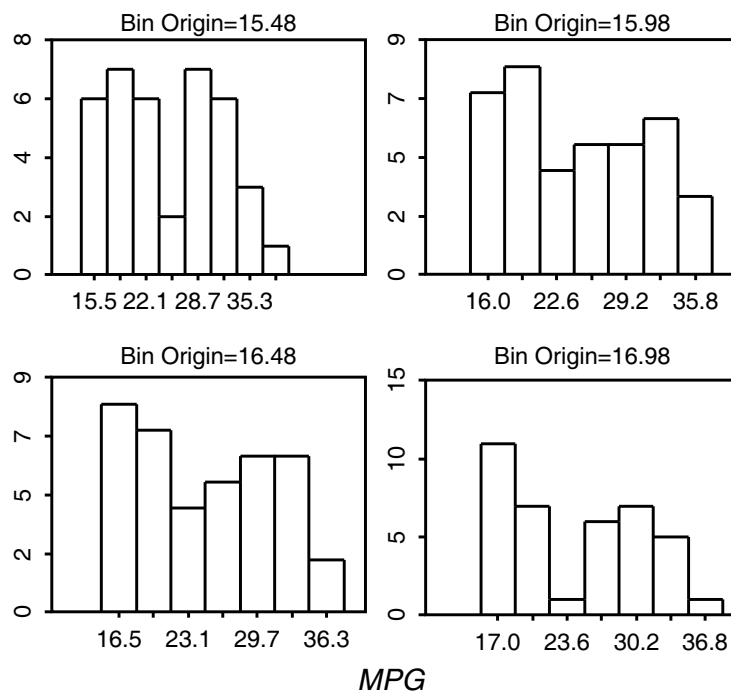 Bin Origin=15.48
8
6
4
2
0
15.5 22.1 28.7 35.3
Bin Origin=15.98
9
7
5
2
0
16.0 22.6 29.2 35.8
Bin Origin=16.48
9
7
5
2
0
16.5 23.1 29.7 36.3
Bin Origin=16.98
15
10
5
0
17.0 23.6 30.2 36.8
MPG